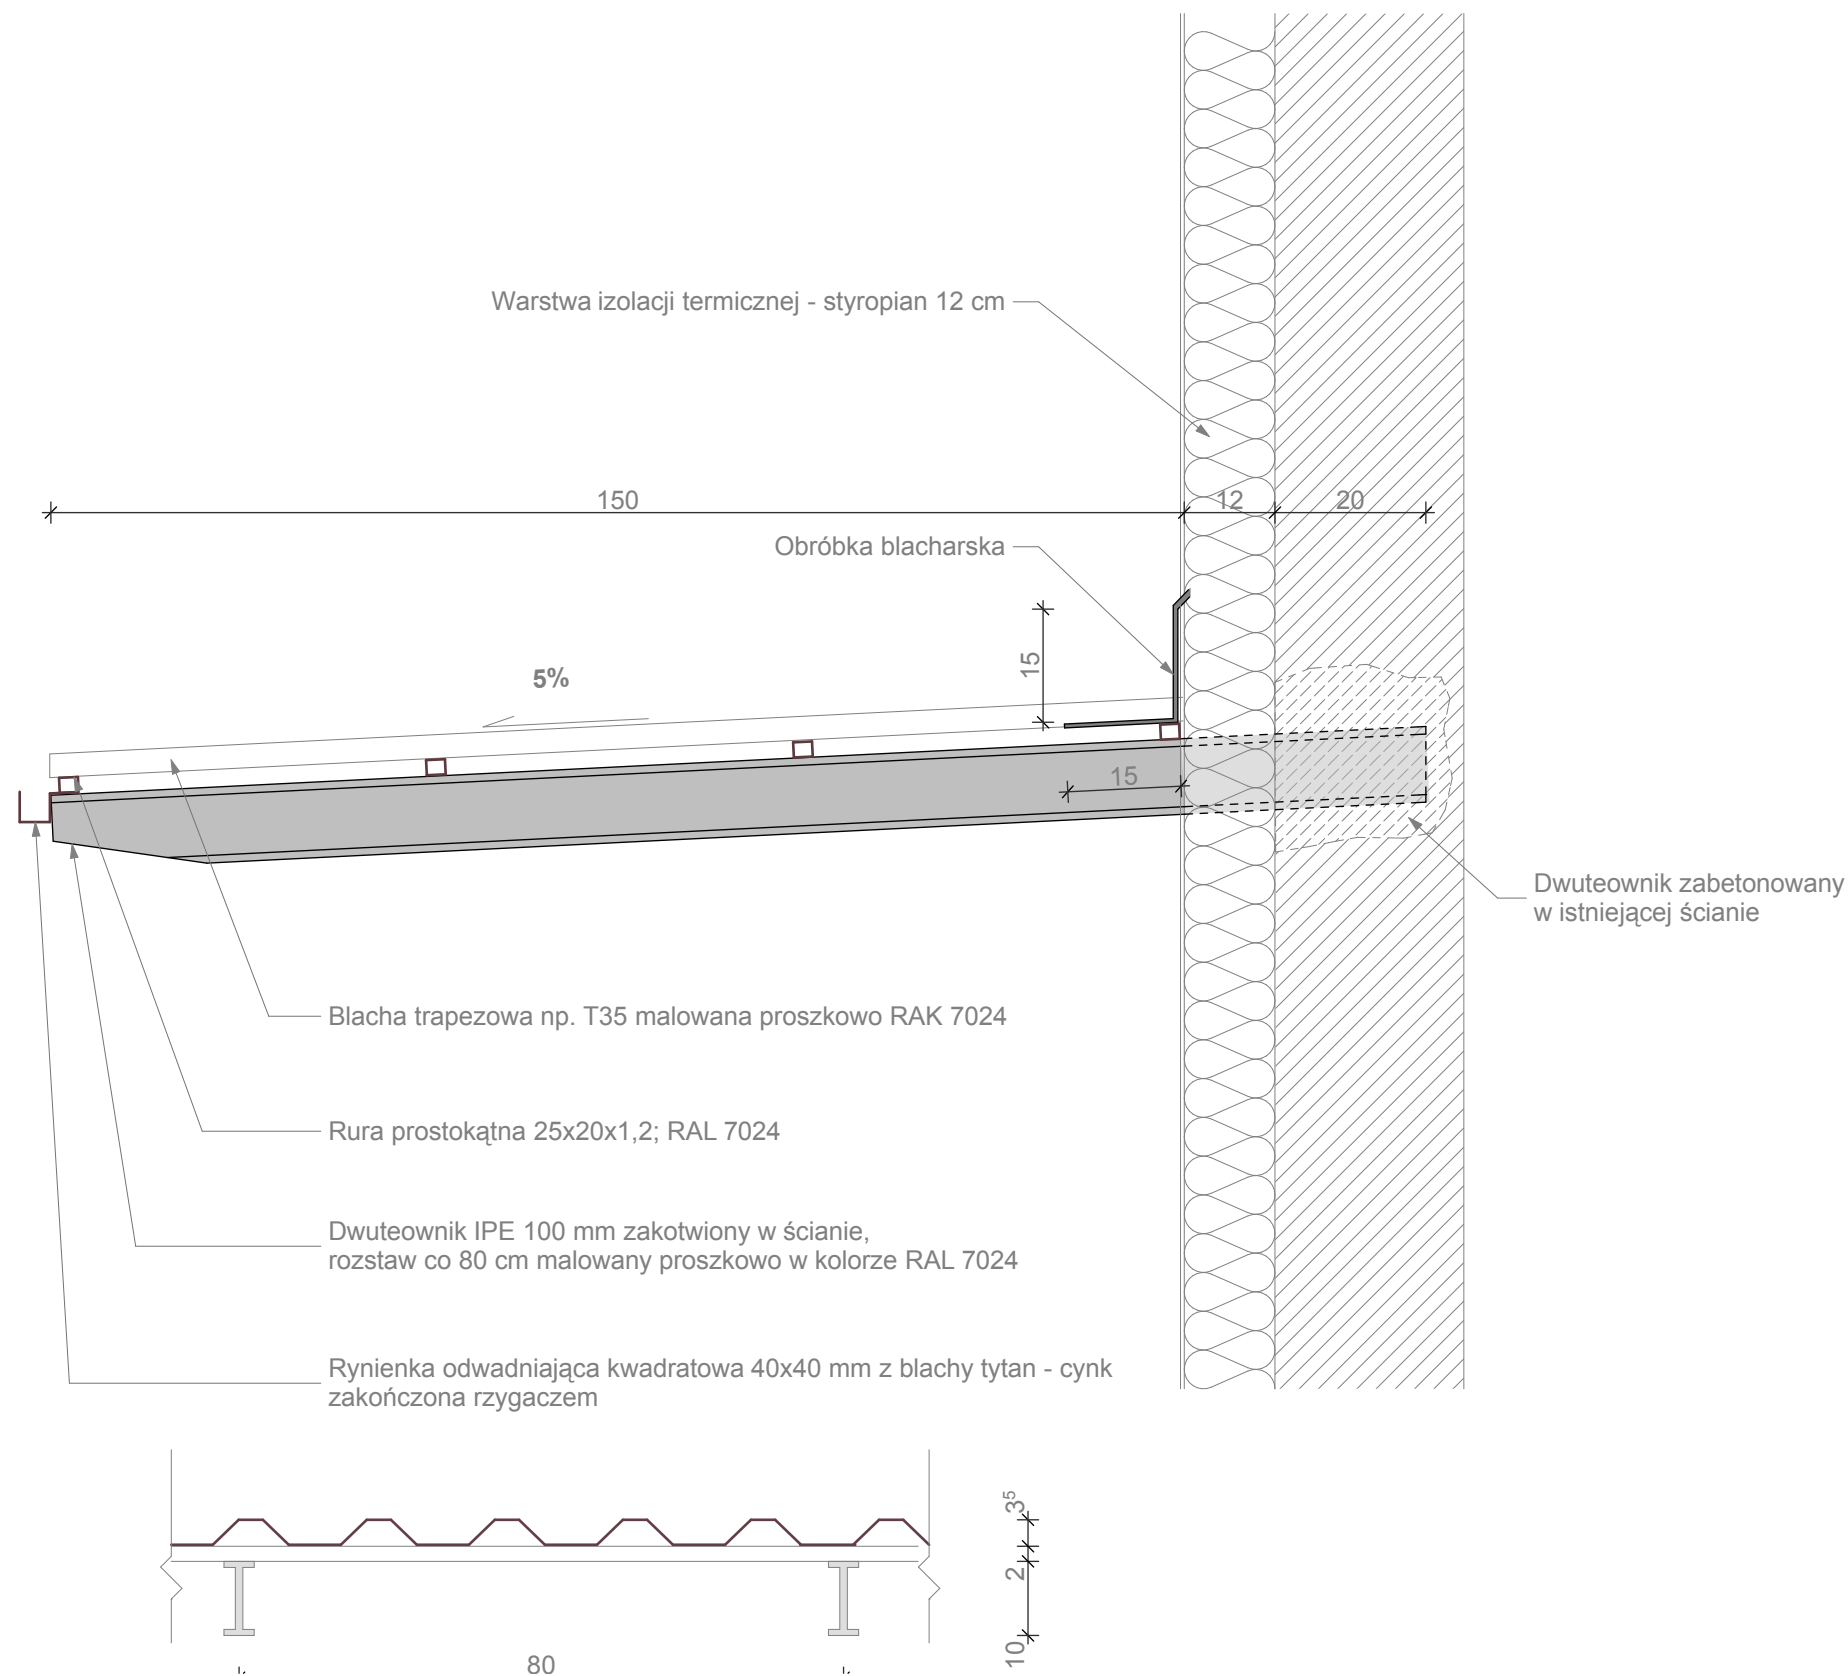 Warstwa izolacji termicznej - styropian 12 cm
150
12
20
Obróbka blacharska
15
5%
15
Dwuteownik zabetonowany
w istniejącej ścianie
Blacha trapezowa np. T35 malowana proszkowo RAK 7024
Rura prostokątna 25x20x1,2; RAL 7024
Dwuteownik IPE 100 mm zakotwiony w ścianie,
rozstaw co 80 cm malowany proszkowo w kolorze RAL 7024
Rynienka odwadniająca kwadratowa 40x40 mm z blachy tytan - cynk
zakończona rzygaczem
3⁵
2
10
80